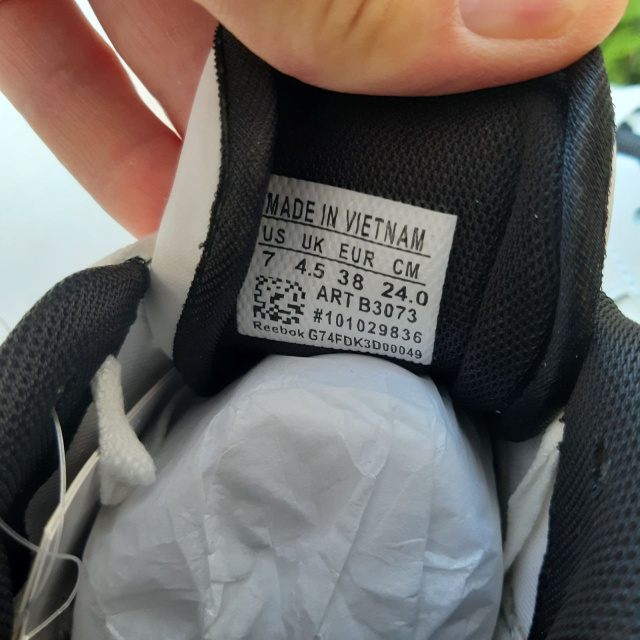 MADE IN VIETNAM
US UK EUR CM
7 4.5 38 24.0
ART B3073
#101029836
Reebok G74FDK3D00049